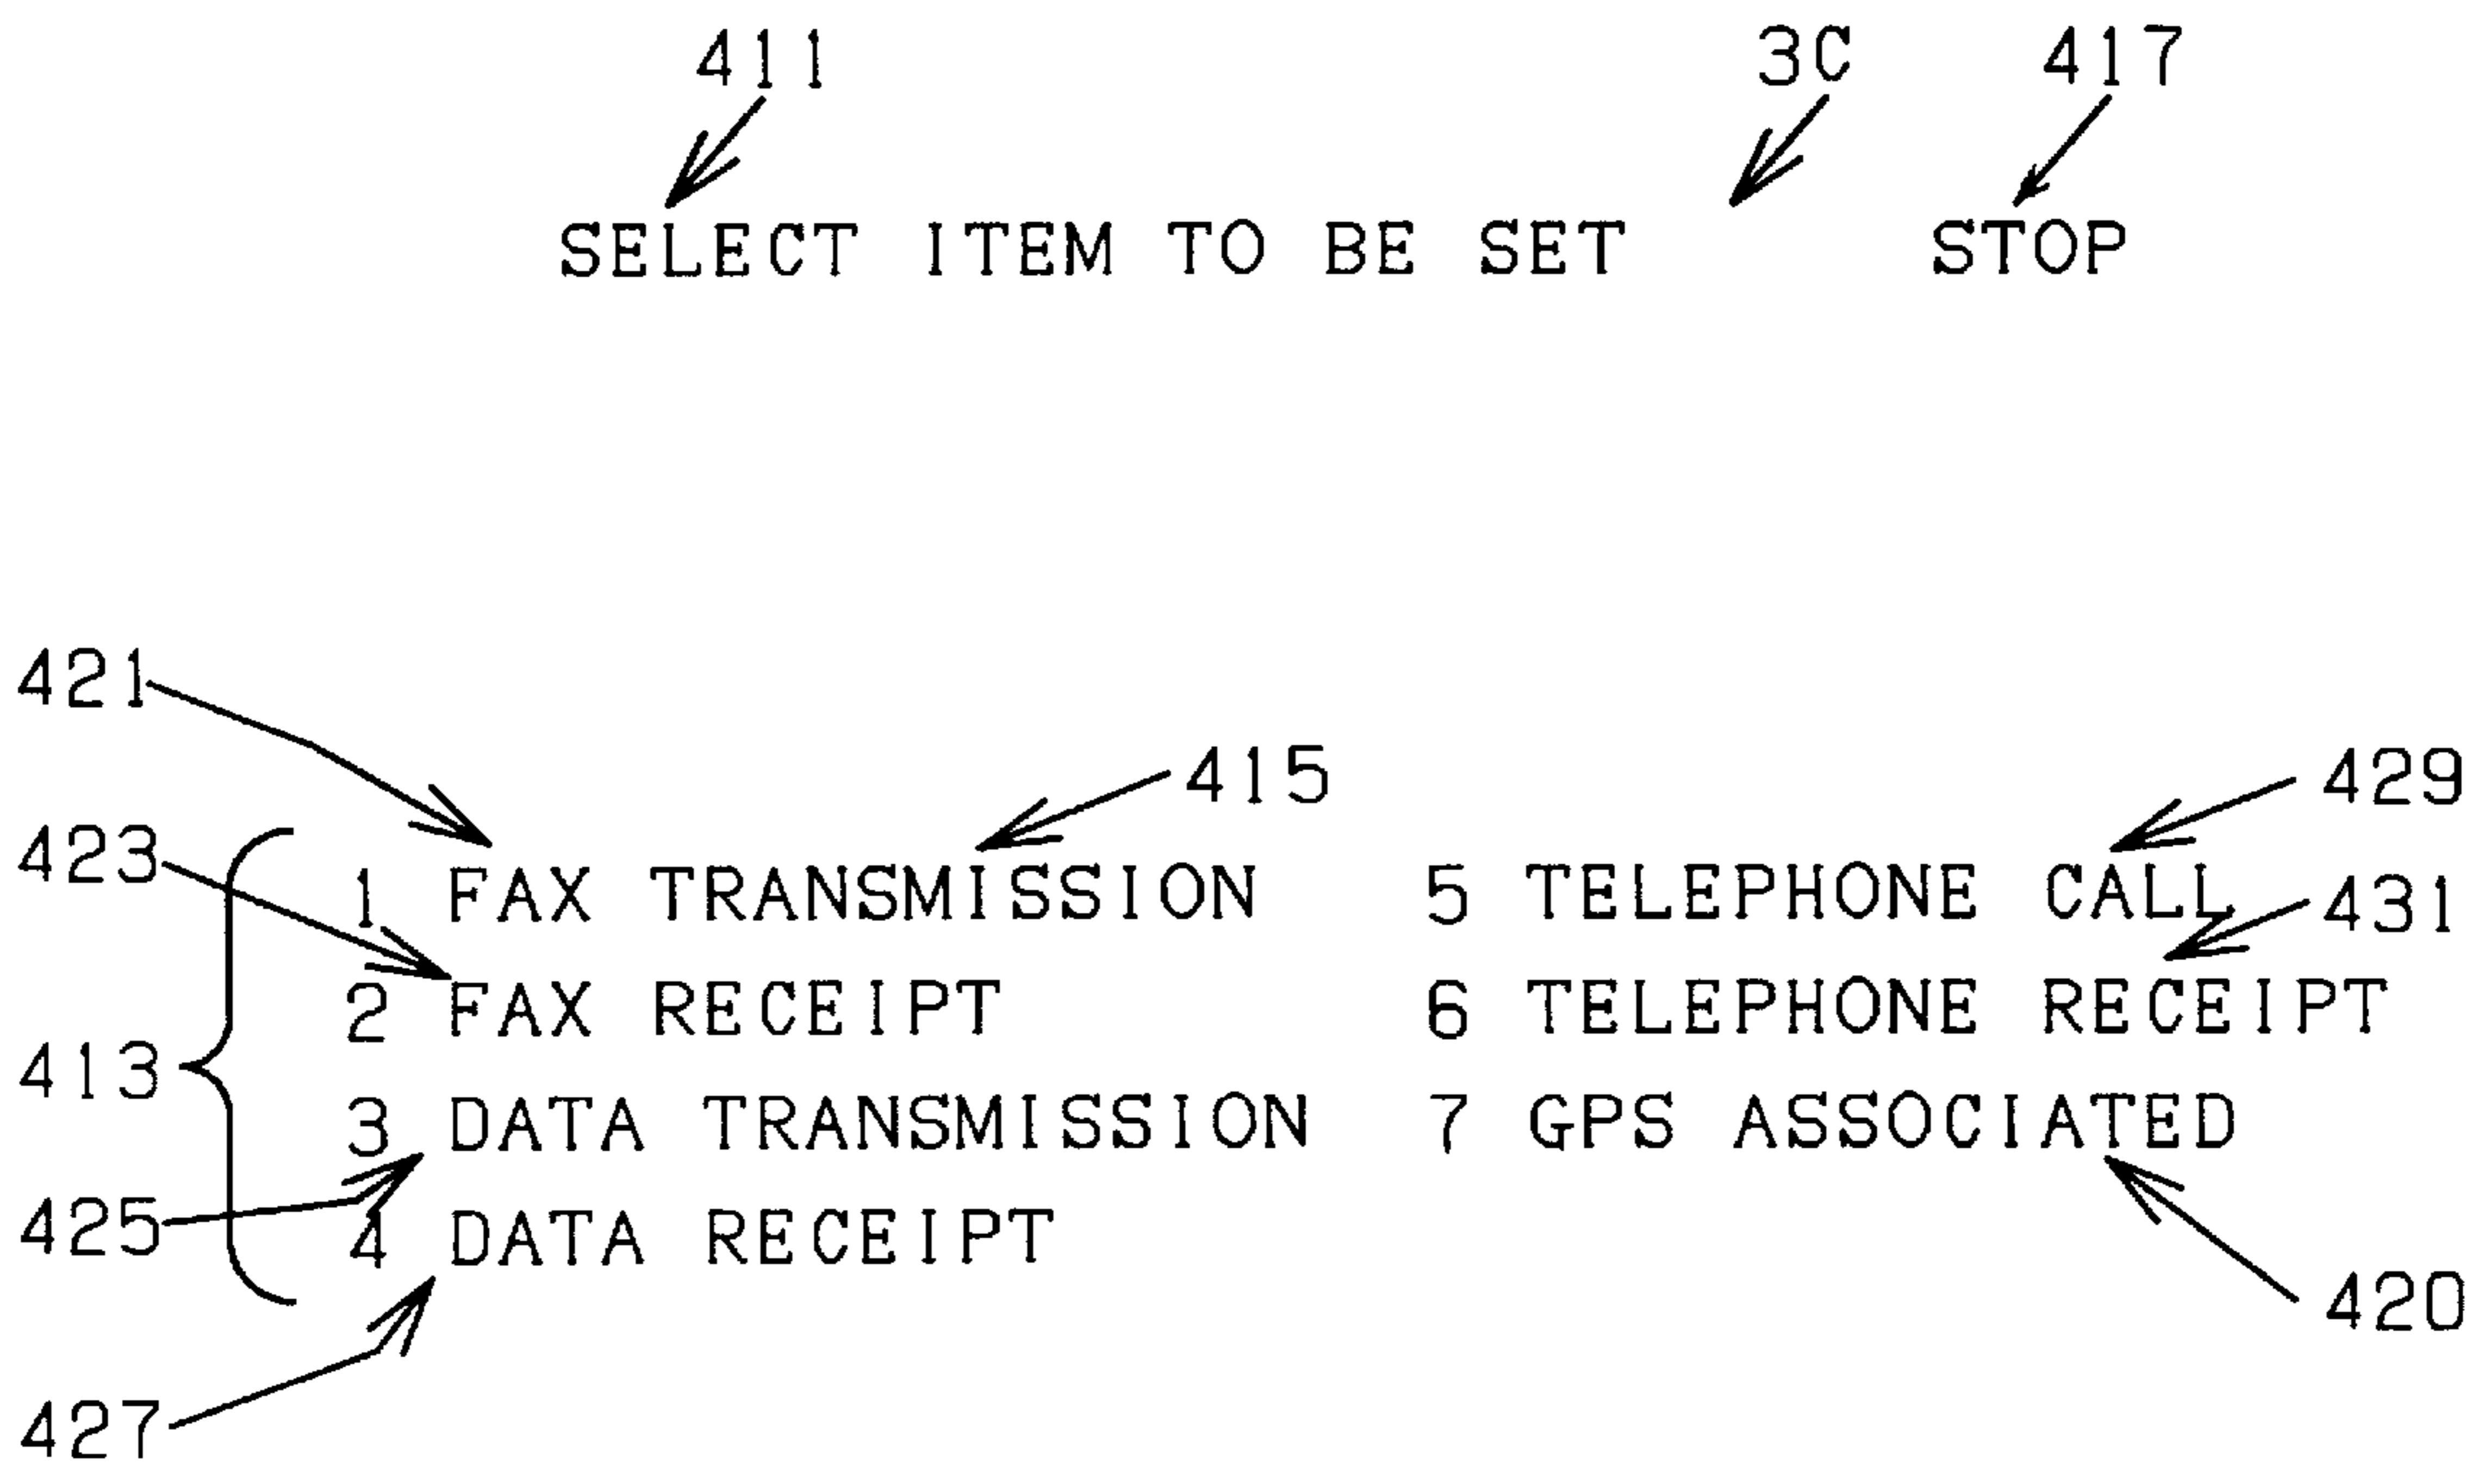 411 3C 417
SELECT ITEM TO BE SET STOP
421
415 429
423
1 FAX TRANSMISSION 5 TELEPHONE CALL
431
2 FAX RECEIPT 6 TELEPHONE RECEIPT
413
3 DATA TRANSMISSION 7 GPS ASSOCIATED
425
4 DATA RECEIPT
420
427